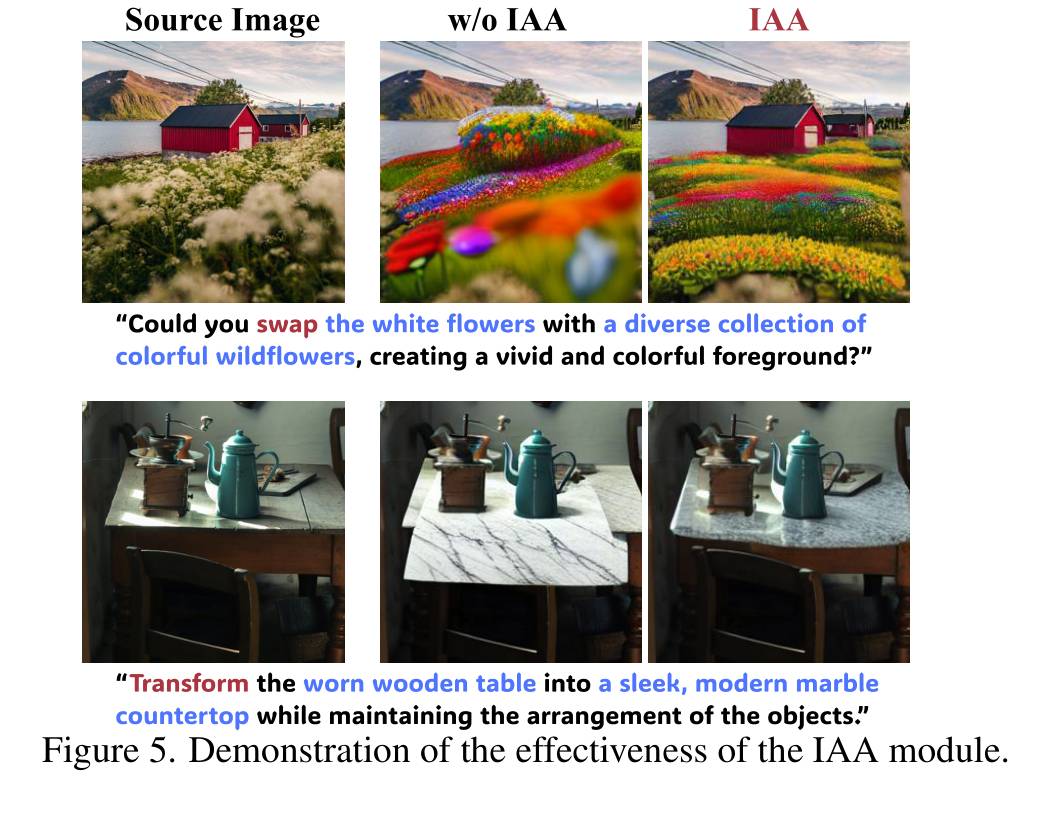 Source Image w/o IAA IAA
“Could you swap the white flowers with a diverse collection of
colorful wildflowers, creating a vivid and colorful foreground?”
“Transform the worn wooden table into a sleek, modern marble
countertop while maintaining the arrangement of the objects.”
Figure 5. Demonstration of the effectiveness of the IAA module.